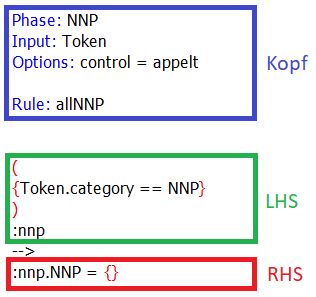 Phase: NNP
Input: Token
Options: control = appelt
Kopf
Rule: allNNP
(
{Token.category == NNP}
)
LHS
:nnp
-->
:nnp.NNP = {}
RHS